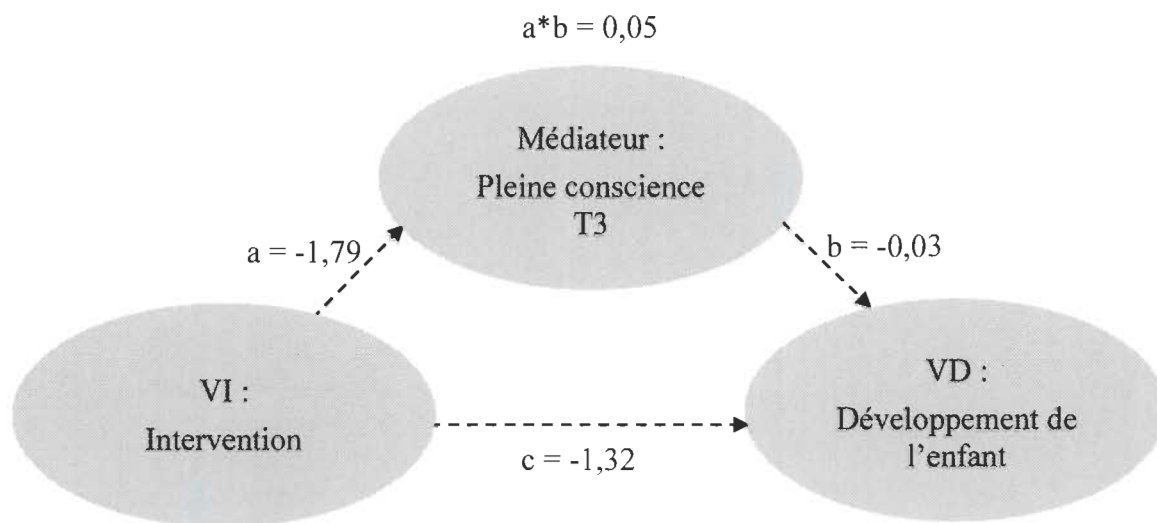 a*b = 0,05
Médiateur :
Pleine conscience
T3
a = -1,79
b = -0,03
VI :
Intervention
VD :
Développement de
l'enfant
c = -1,32